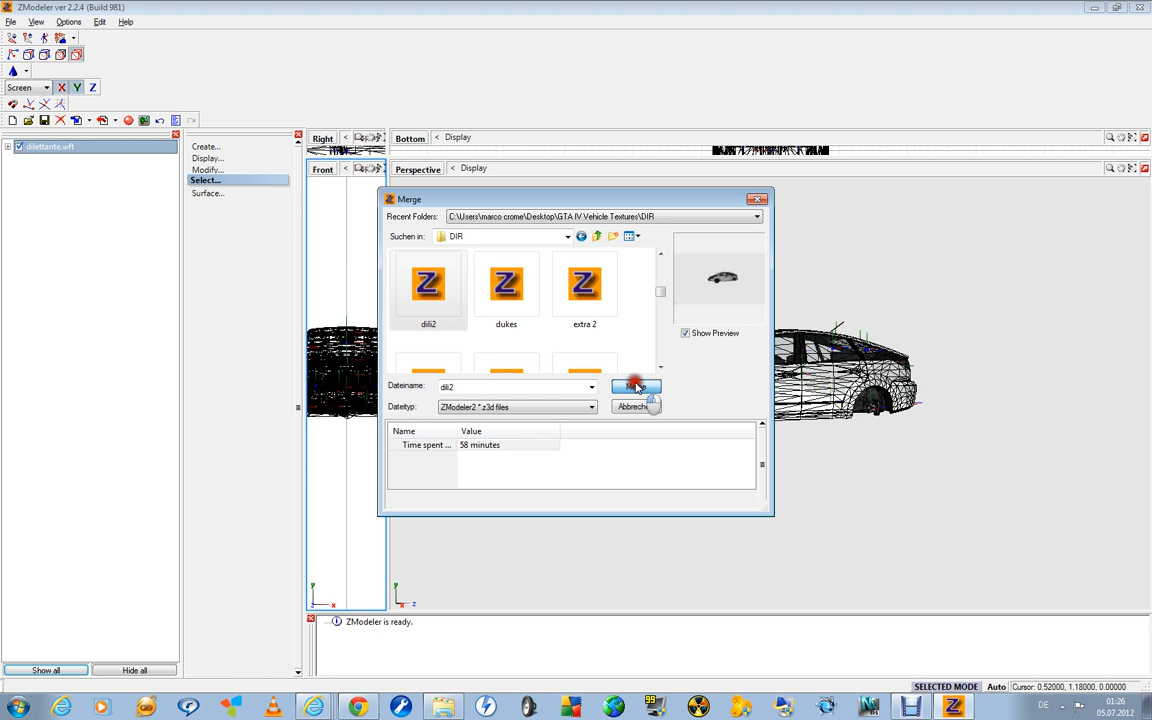 ZModeler ver 2.2.4 (Build 981)
File View Options Edit Help
Screen X Y Z
dilettante.wft
Create...
Display...
Modify...
Select...
Surface...
Right <
Bottom < Display
Front <
Perspective < Display
Merge
Recent Folders: C:\Users\marco crome\Desktop\GTA IV Vehicle Textures\DIR
Suchen in: DIR
dili2 dukes extra 2
Show Preview
Dateiname: dili2
Dateityp: ZModeler2 *.z3d files
Name Value
Time spent ... 58 minutes
y
z x
y
x z
ZModeler is ready.
Show all Hide all
SELECTED MODE Auto Cursor: 0.52000, 1.18000, 0.00000
99
DE
01:26
05.07.2012